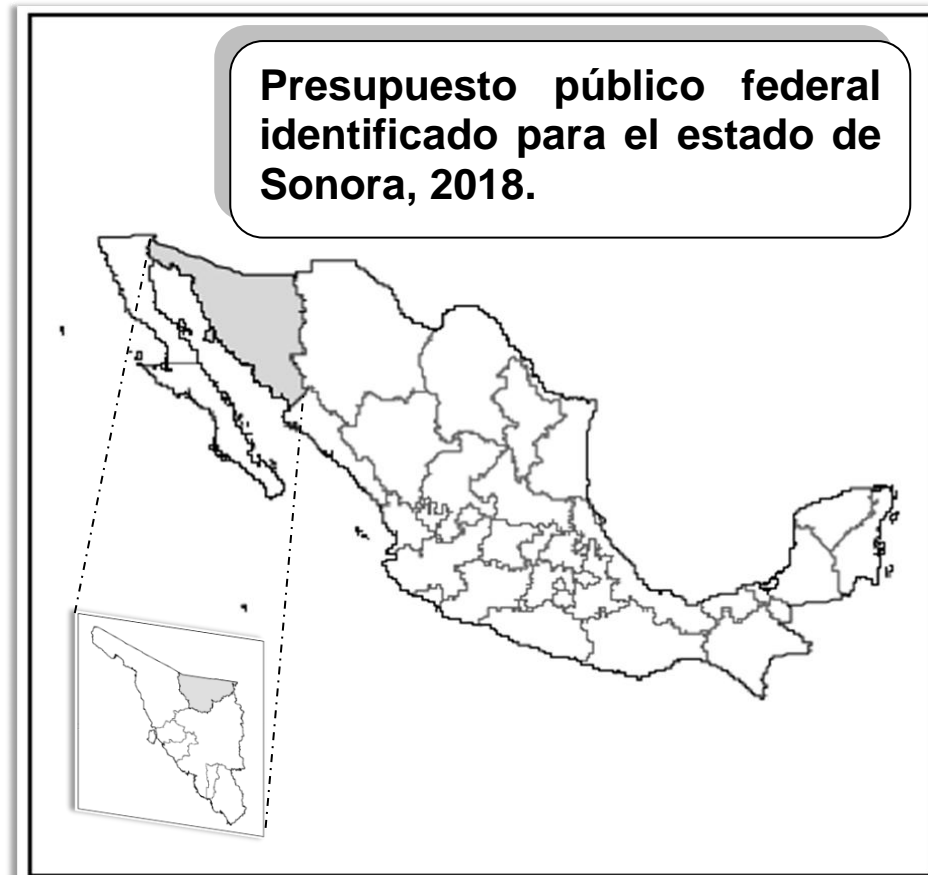 Presupuesto público federal
identificado para el estado de
Sonora, 2018.